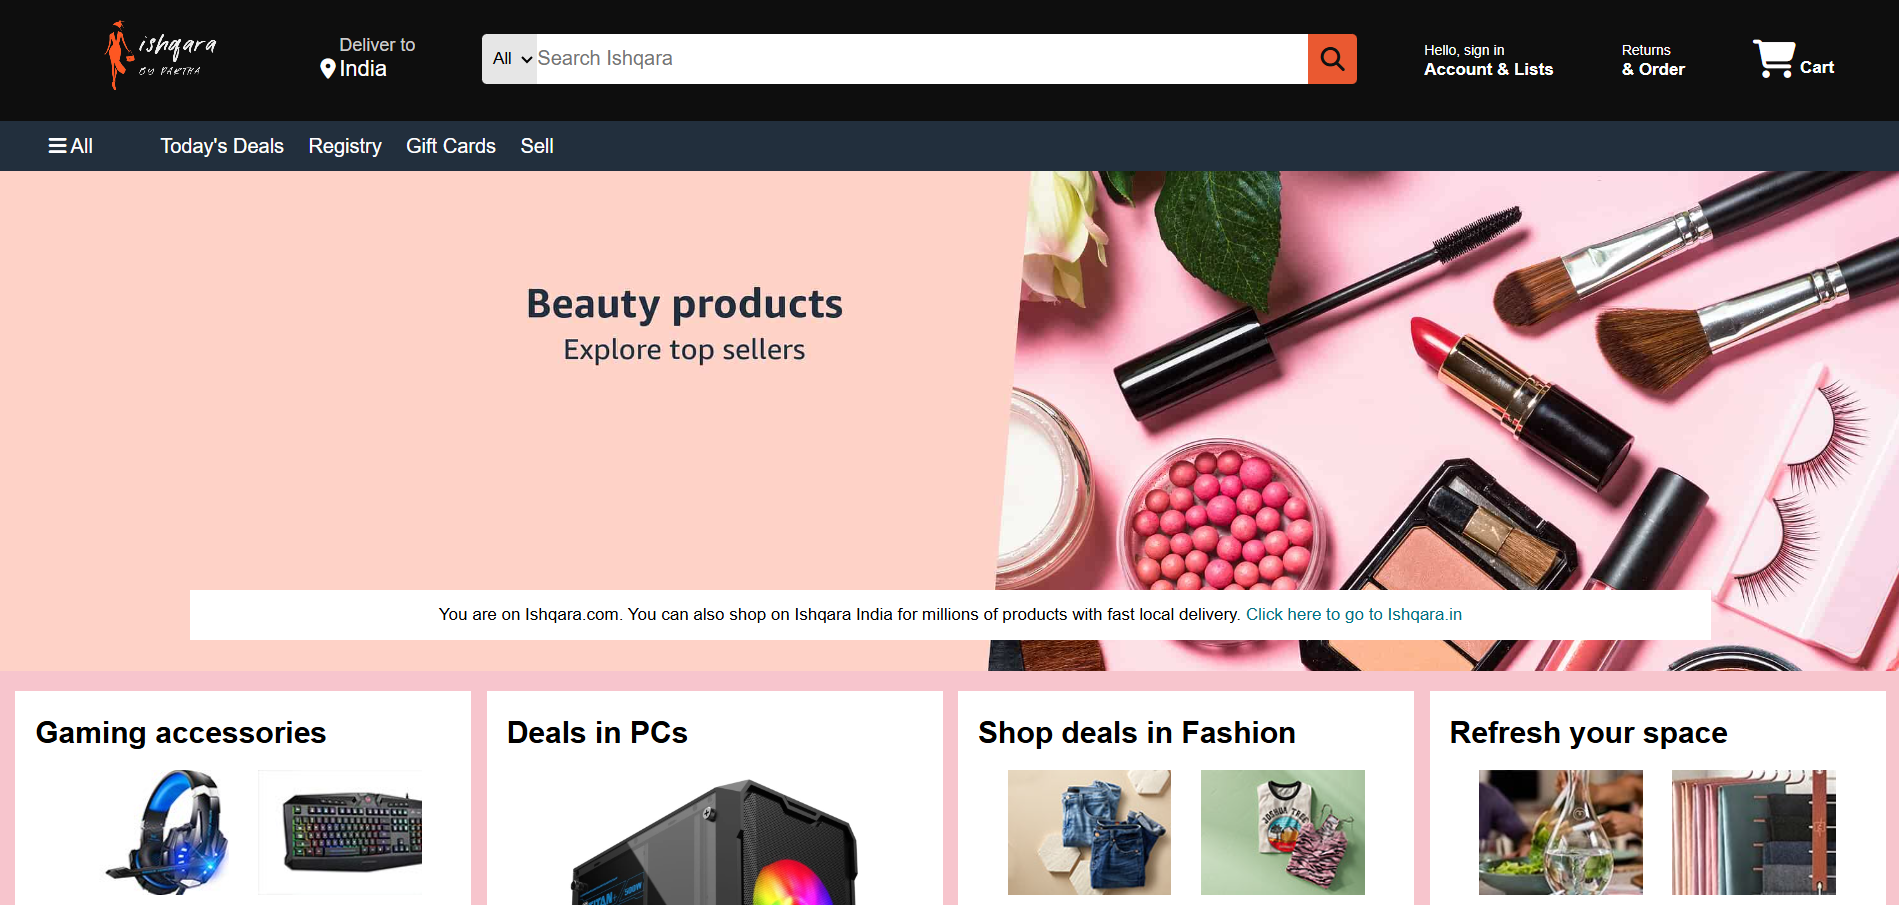 ishqara
BY PARTHA
Deliver to
India
All
Search Ishqara
Hello, sign in
Account & Lists
Returns
& Order
Cart
All
Today's Deals
Registry
Gift Cards
Sell
Beauty products
Explore top sellers
You are on Ishqara.com. You can also shop on Ishqara India for millions of products with fast local delivery. Click here to go to Ishqara.in
Gaming accessories
Deals in PCs
Shop deals in Fashion
Refresh your space
JOSHUA TREE
500W